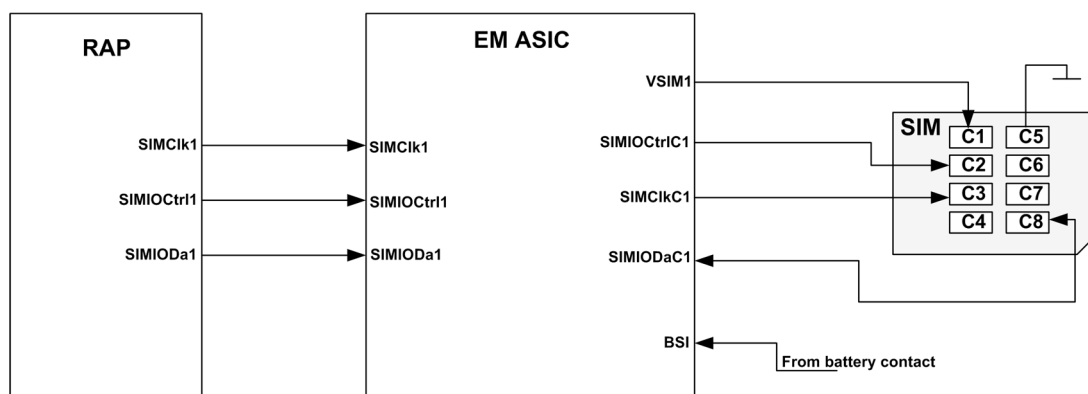 RAP
SIMClk1
SIMIOCtrl1
SIMIODa1
EM ASIC
SIMClk1
SIMIOCtrl1
SIMIODa1
VSIM1
SIMIOCtrlC1
SIMClkC1
SIMIODaC1
BSI
From battery contact
SIM
C1 C5
C2 C6
C3 C7
C4 C8